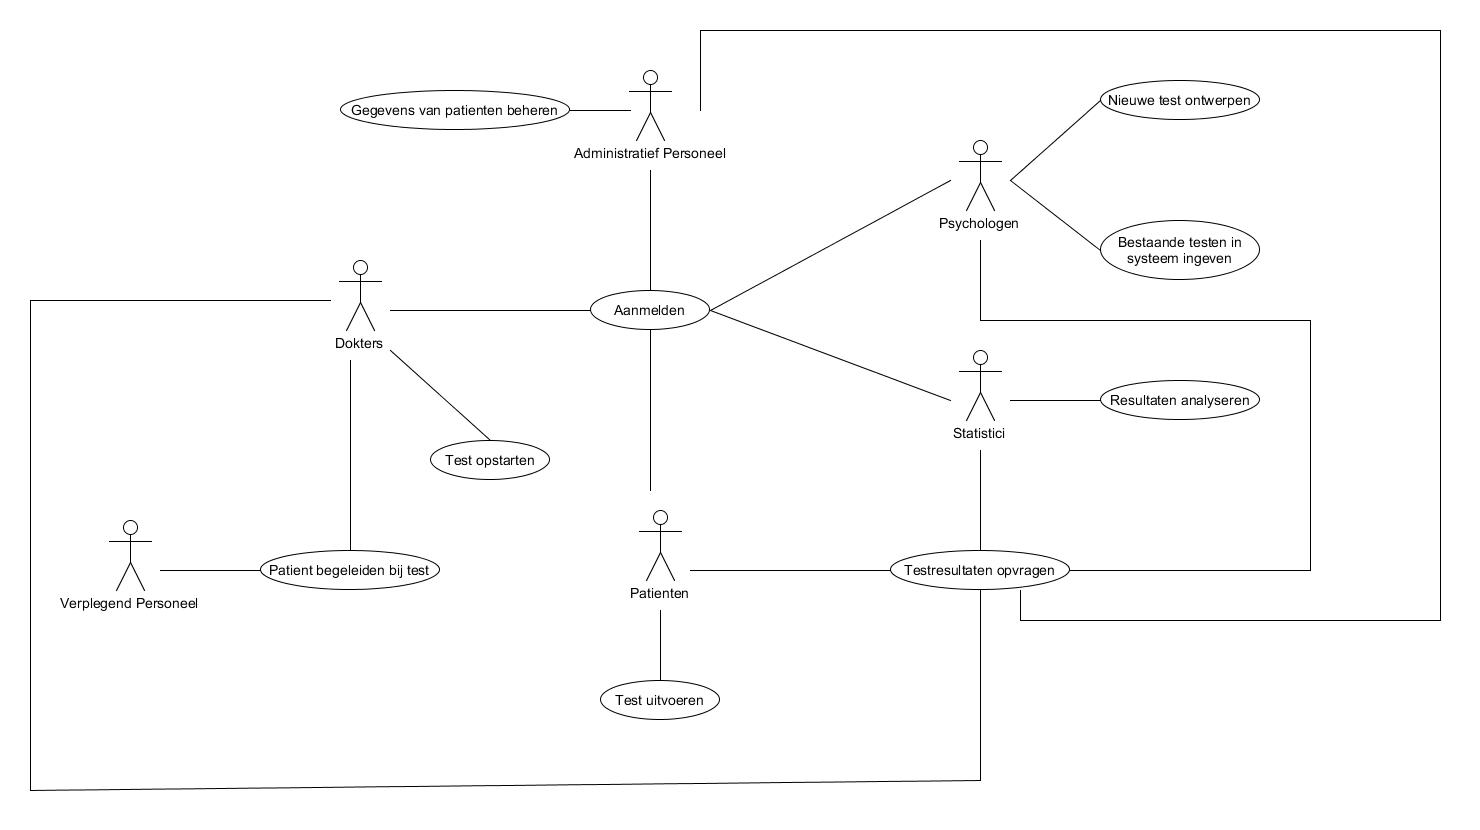 Gegevens van patienten beheren
Administratief Personeel
Nieuwe test ontwerpen
Psychologen
Bestaande testen in
systeem ingeven
Dokters
Aanmelden
Statistici
Resultaten analyseren
Test opstarten
Verplegend Personeel
Patient begeleiden bij test
Patienten
Testresultaten opvragen
Test uitvoeren